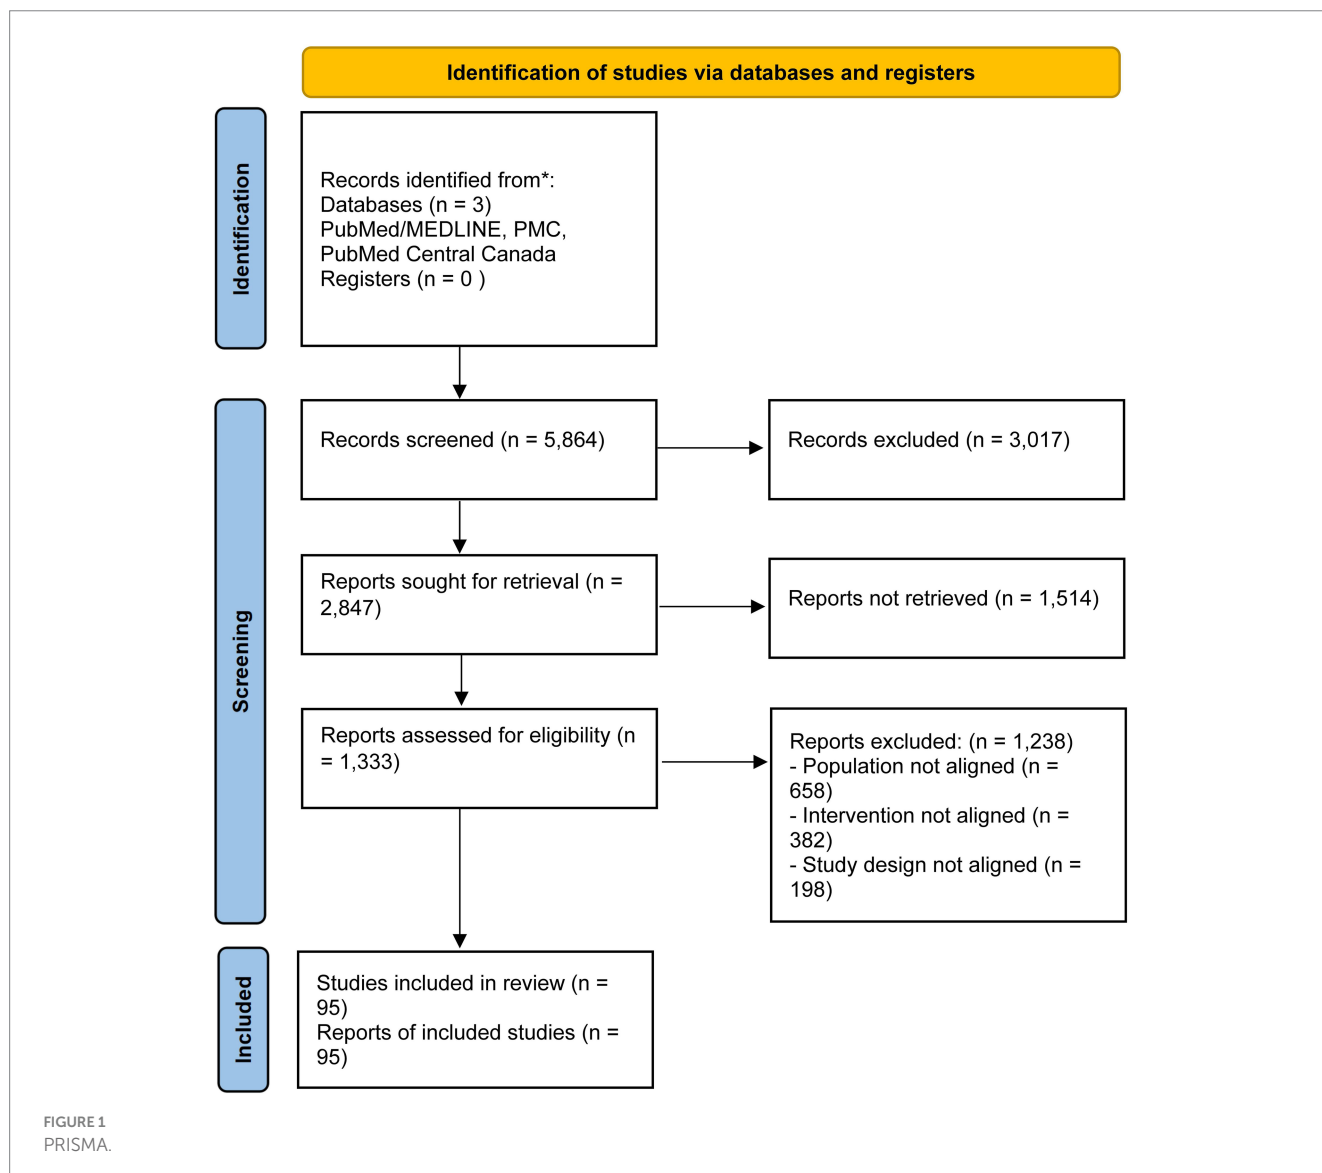 Identification of studies via databases and registers
Identification
Records identified from*:
Databases (n = 3)
PubMed/MEDLINE, PMC,
PubMed Central Canada
Registers (n = 0 )
Screening
Records screened (n = 5,864)
Records excluded (n = 3,017)
Reports sought for retrieval (n =
2,847)
Reports not retrieved (n = 1,514)
Reports assessed for eligibility (n
= 1,333)
Reports excluded: (n = 1,238)
- Population not aligned (n =
658)
- Intervention not aligned (n =
382)
- Study design not aligned (n =
198)
Included
Studies included in review (n =
95)
Reports of included studies (n =
95)
FIGURE 1
PRISMA.